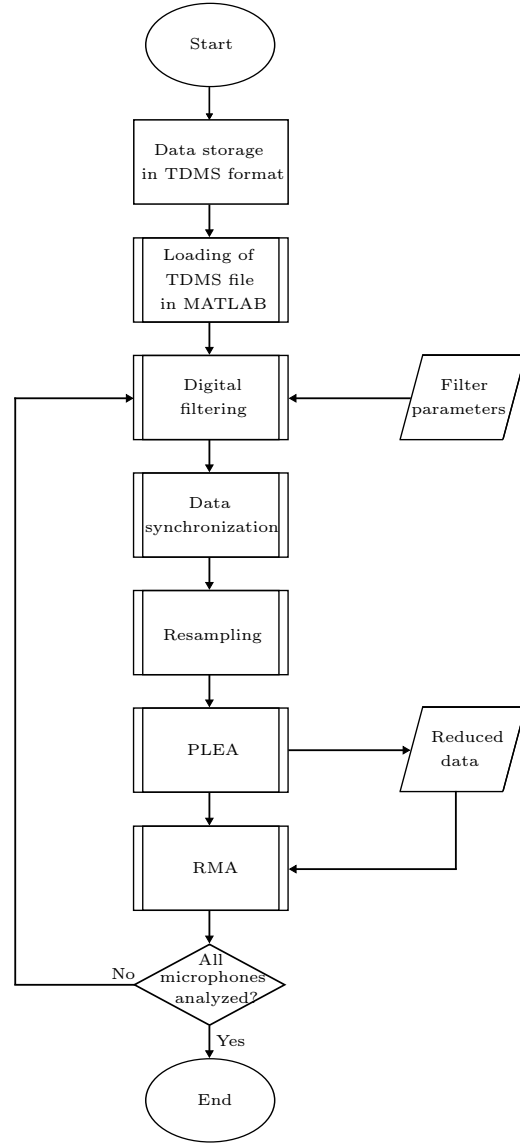 Start
Data storage
in TDMS format
Loading of
TDMS file
in MATLAB
Digital
filtering
Filter
parameters
Data
synchronization
Resampling
PLEA
Reduced
data
RMA
All
microphones
analyzed?
No
Yes
End